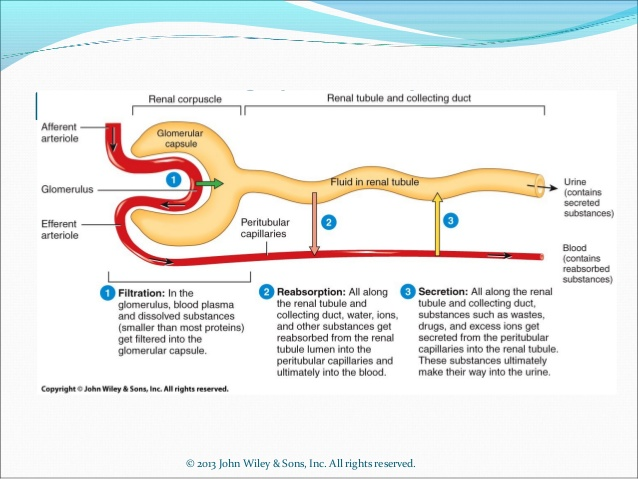 Renal corpuscle
Renal tubule and collecting duct
Afferent
arteriole
Glomerular
capsule
1
Glomerulus
Fluid in renal tubule
Urine
(contains
secreted
substances)
Efferent
arteriole
Peritubular
capillaries
2
3
Blood
(contains
reabsorbed
substances)
1 Filtration: In the
glomerulus, blood plasma
and dissolved substances
(smaller than most proteins)
get filtered into the
glomerular capsule.
2 Reabsorption: All along
the renal tubule and
collecting duct, water, ions,
and other substances get
reabsorbed from the renal
tubule lumen into the
peritubular capillaries and
ultimately into the blood.
3 Secretion: All along the renal
tubule and collecting duct,
substances such as wastes,
drugs, and excess ions get
secreted from the peritubular
capillaries into the renal tubule.
These substances ultimately
make their way into the urine.
Copyright © John Wiley & Sons, Inc. All rights reserved.
© 2013 John Wiley & Sons, Inc. All rights reserved.